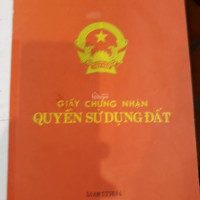 GIẤY CHỨNG NHẬN
QUYỀN SỬ DỤNG ĐẤT